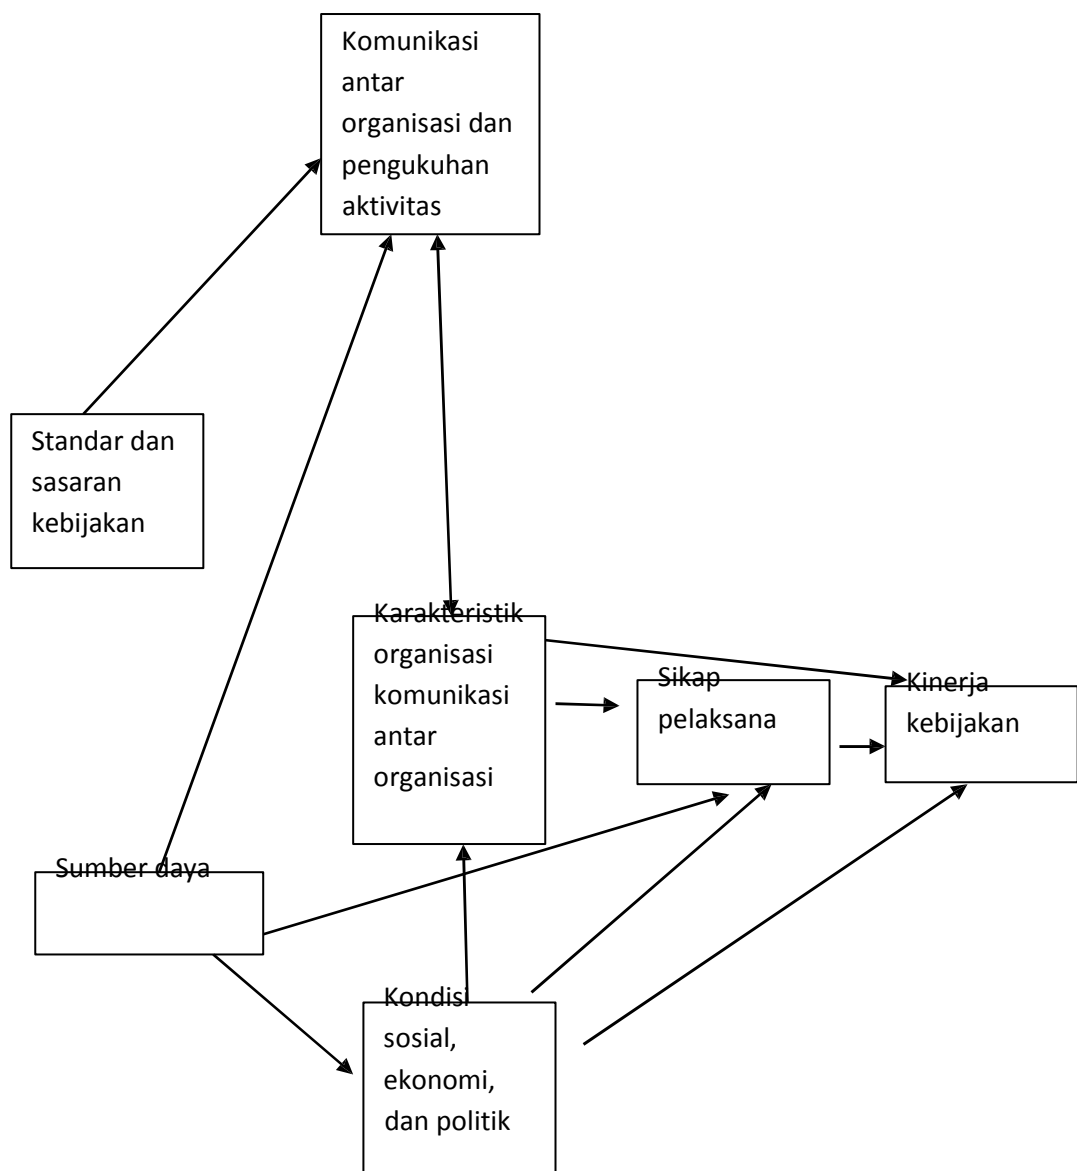 Komunikasi
antar
organisasi dan
pengukuhan
aktivitas
Standar dan
sasaran
kebijakan
Karakteristik
organisasi
komunikasi
antar
organisasi
Sikap
pelaksana
Kinerja
kebijakan
Sumber daya
Kondisi
sosial,
ekonomi,
dan politik